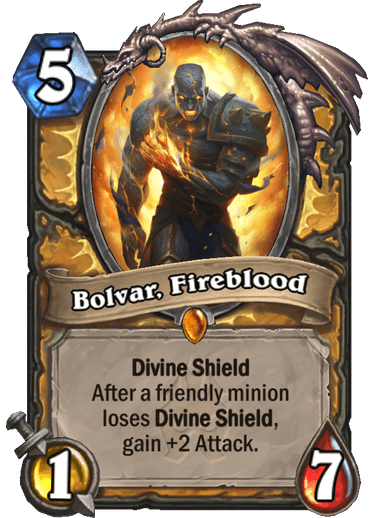 5
Bolvar, Fireblood
Divine Shield
After a friendly minion
loses Divine Shield,
gain +2 Attack.
1
7